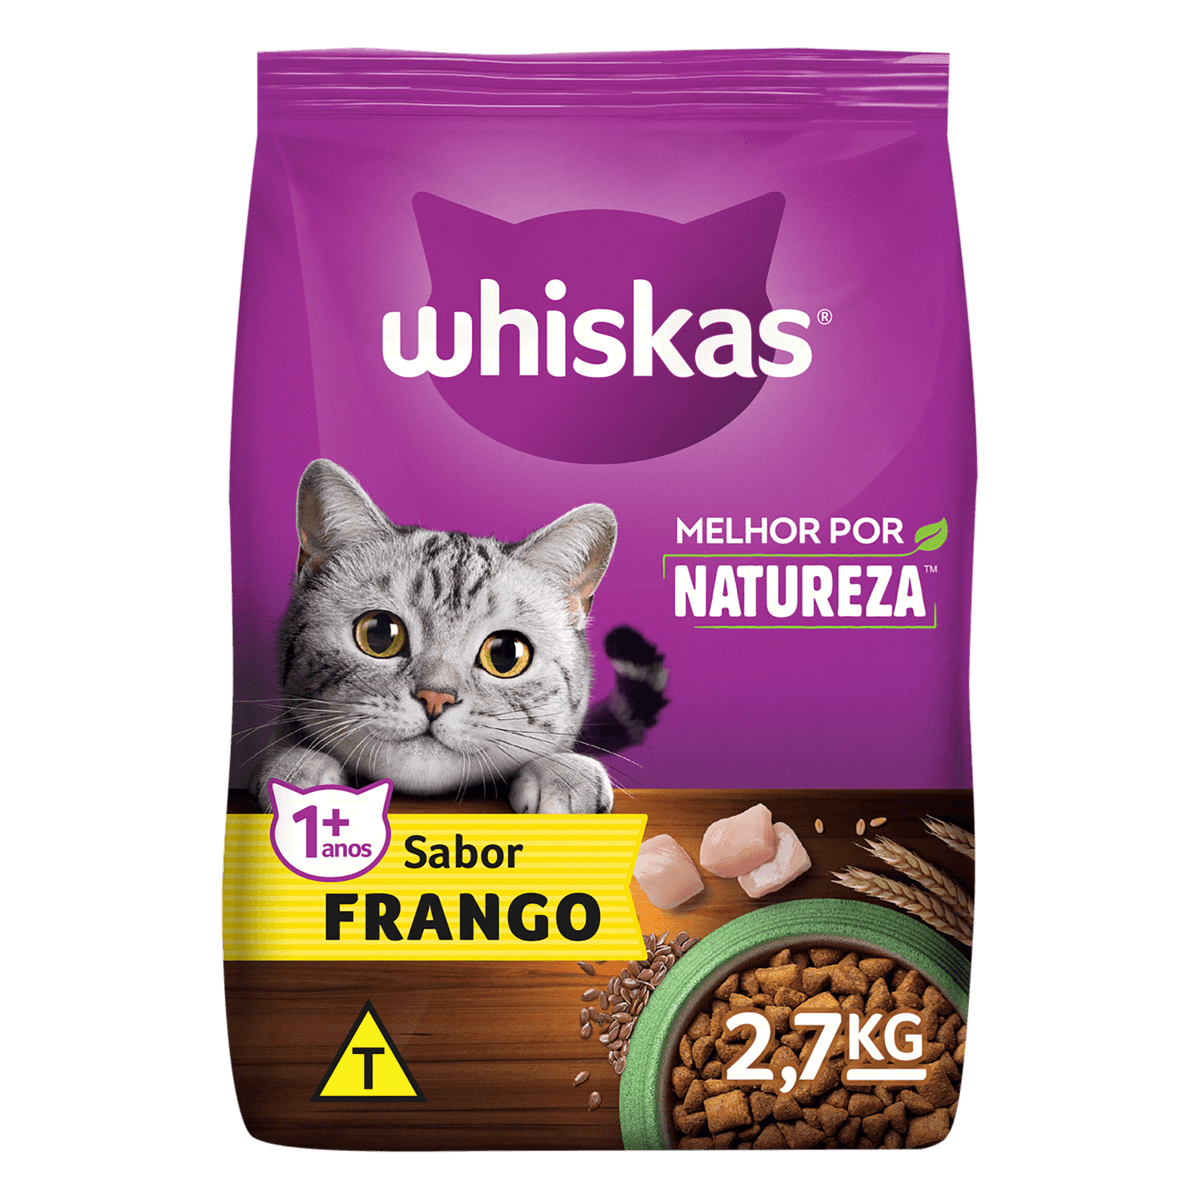 whiskas®
MELHOR POR
NATUREZA™
1+
anos
Sabor
FRANGO
T
2,7KG